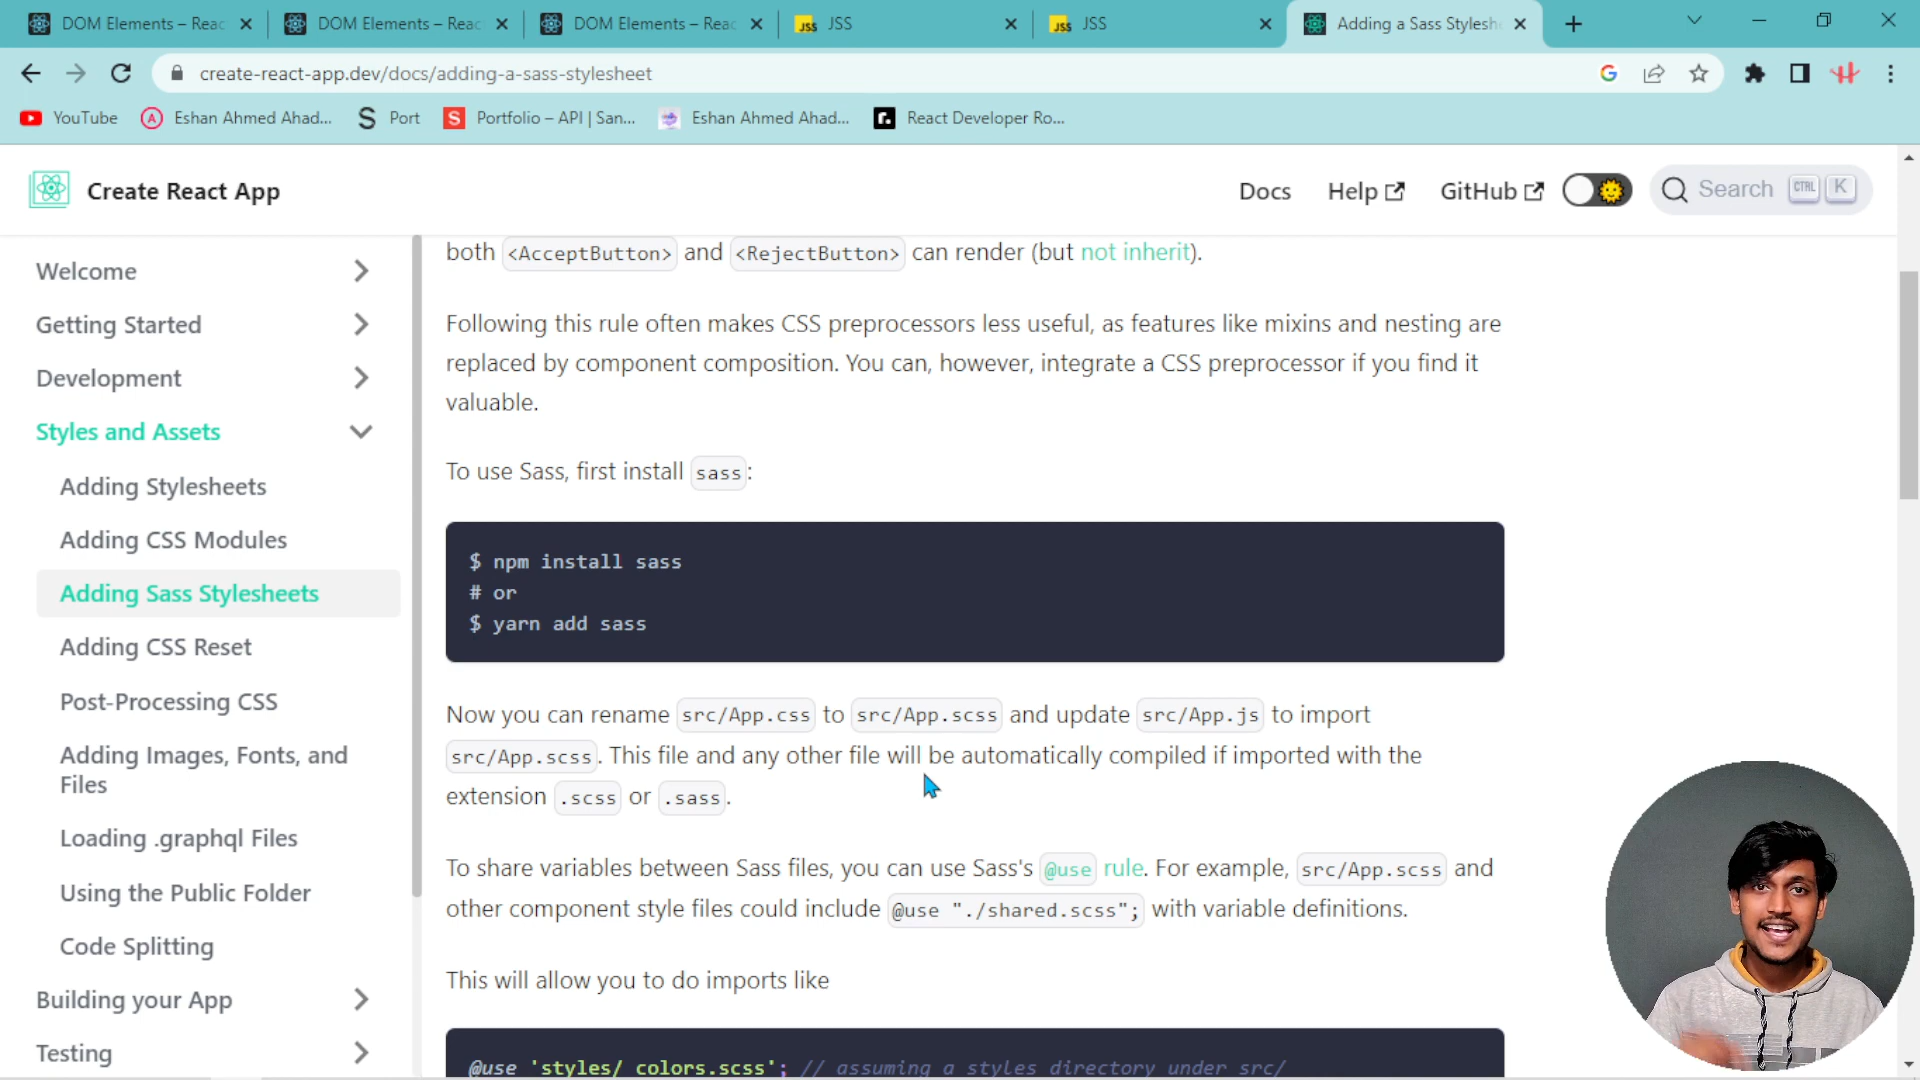 DOM Elements – Reac
DOM Elements – Reac
DOM Elements – Reac
JSS JSS
JSS JSS
Adding a Sass Stylesh
create-react-app.dev/docs/adding-a-sass-stylesheet
YouTube
Eshan Ahmed Ahad...
Port
Portfolio – API | San...
Eshan Ahmed Ahad...
React Developer Ro...
Create React App
Docs
Help
GitHub
Search CTRL K
Welcome
Getting Started
Development
Styles and Assets
Adding Stylesheets
Adding CSS Modules
Adding Sass Stylesheets
Adding CSS Reset
Post-Processing CSS
Adding Images, Fonts, and
Files
Loading .graphql Files
Using the Public Folder
Code Splitting
Building your App
Testing
both <AcceptButton> and <RejectButton> can render (but not inherit).
Following this rule often makes CSS preprocessors less useful, as features like mixins and nesting are
replaced by component composition. You can, however, integrate a CSS preprocessor if you find it
valuable.
To use Sass, first install sass:
$ npm install sass
# or
$ yarn add sass
Now you can rename src/App.css to src/App.scss and update src/App.js to import
src/App.scss. This file and any other file will be automatically compiled if imported with the
extension .scss or .sass.
To share variables between Sass files, you can use Sass's @use rule. For example, src/App.scss and
other component style files could include @use "./shared.scss"; with variable definitions.
This will allow you to do imports like
@use 'styles/_colors.scss'; // assuming a styles directory under src/